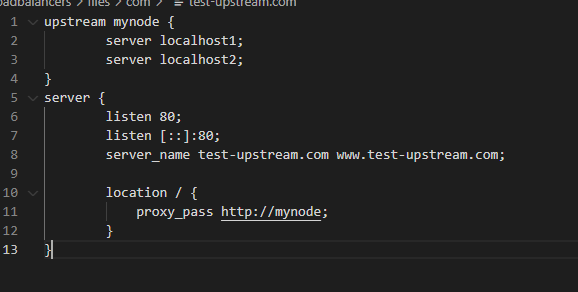 oadbalancers > files > com > test-upstream.com
1 upstream mynode {
2 server localhost1;
3 server localhost2;
4 }
5 server {
6 listen 80;
7 listen [::]:80;
8 server_name test-upstream.com www.test-upstream.com;
9
10 location / {
11 proxy_pass http://mynode;
12 }
13 }